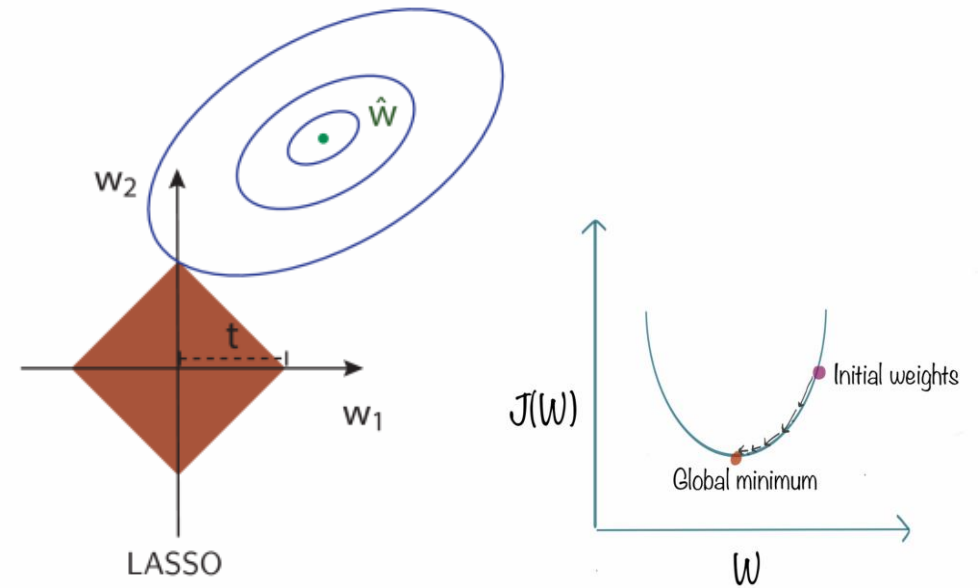 ŵ
w₂
t
w₁
LASSO
J(W)
Initial weights
Global minimum
W